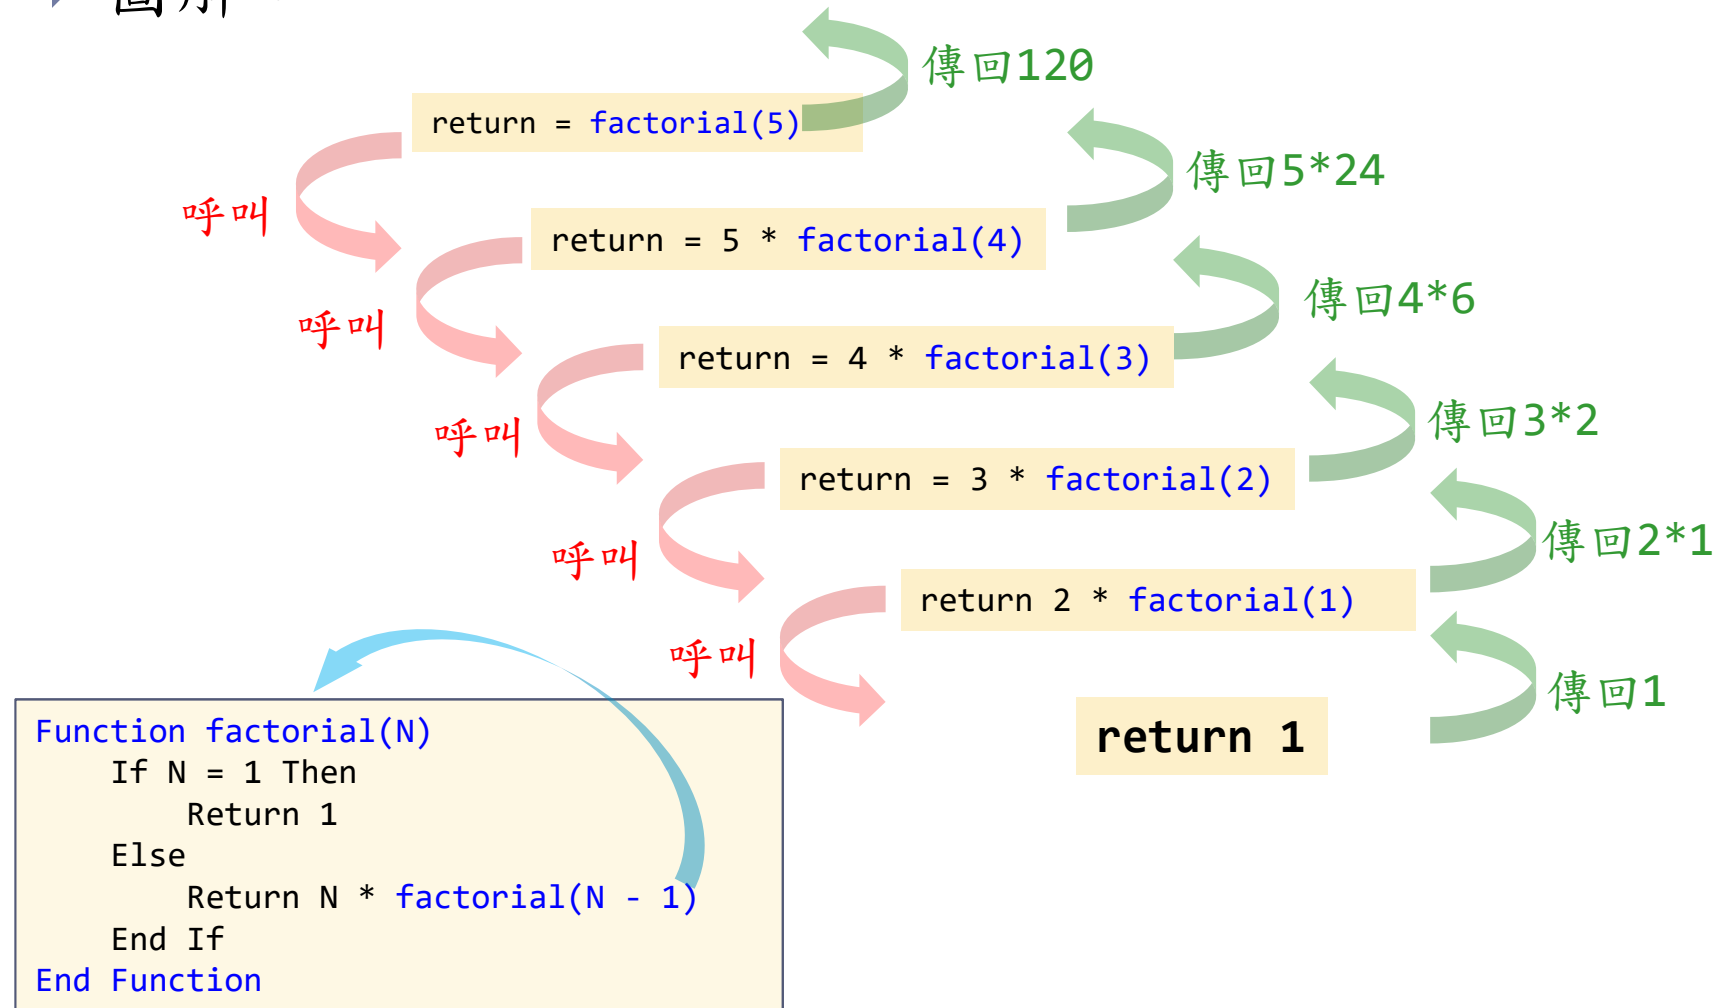 圖解
傳回120
return = factorial(5)
傳回5*24
呼叫
return = 5 * factorial(4)
傳回4*6
呼叫
return = 4 * factorial(3)
傳回3*2
呼叫
return = 3 * factorial(2)
傳回2*1
呼叫
return 2 * factorial(1)
呼叫
傳回1
return 1
Function factorial(N)
    If N = 1 Then
        Return 1
    Else
        Return N * factorial(N - 1)
    End If
End Function